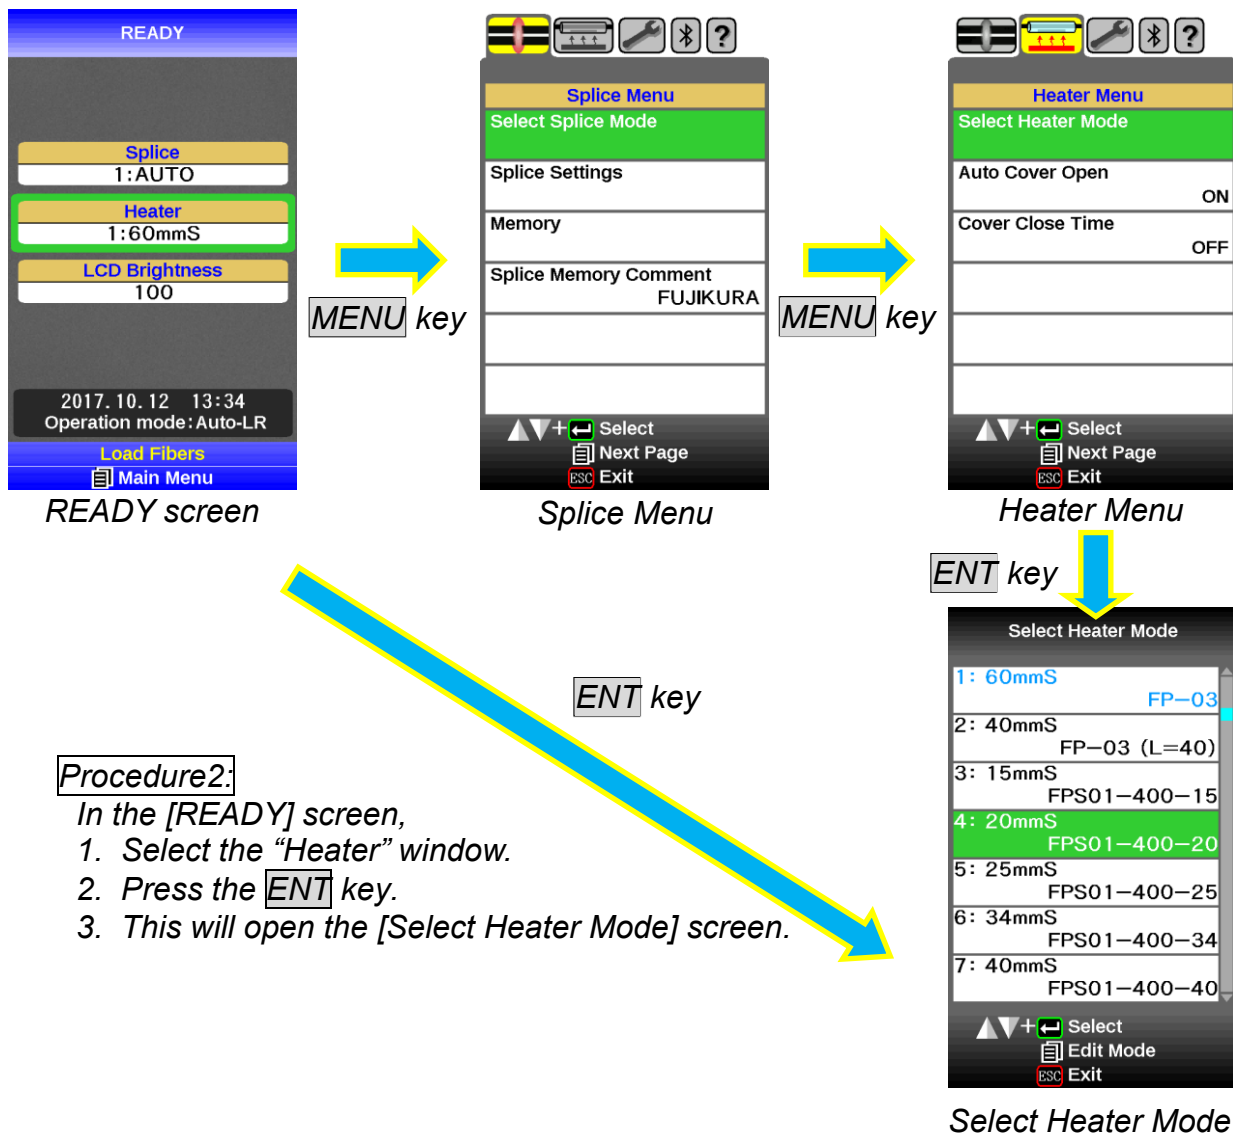 READY
Splice
1:AUTO
Heater
1:60mmS
LCD Brightness
100
2017.10.12 13:34
Operation mode:Auto-LR
Load Fibers
Main Menu
READY screen
MENU key
?
Splice Menu
Select Splice Mode
Splice Settings
Memory
Splice Memory Comment
FUJIKURA
+ Select
Next Page
ESC Exit
Splice Menu
MENU key
?
Heater Menu
Select Heater Mode
Auto Cover Open
ON
Cover Close Time
OFF
+ Select
Next Page
ESC Exit
Heater Menu
ENT key
ENT key
Procedure2:
In the [READY] screen,
1. Select the “Heater” window.
2. Press the ENT key.
3. This will open the [Select Heater Mode] screen.
Select Heater Mode
1: 60mmS
FP-03
2: 40mmS
FP-03 (L=40)
3: 15mmS
FPS01-400-15
4: 20mmS
FPS01-400-20
5: 25mmS
FPS01-400-25
6: 34mmS
FPS01-400-34
7: 40mmS
FPS01-400-40
+ Select
Edit Mode
ESC Exit
Select Heater Mode